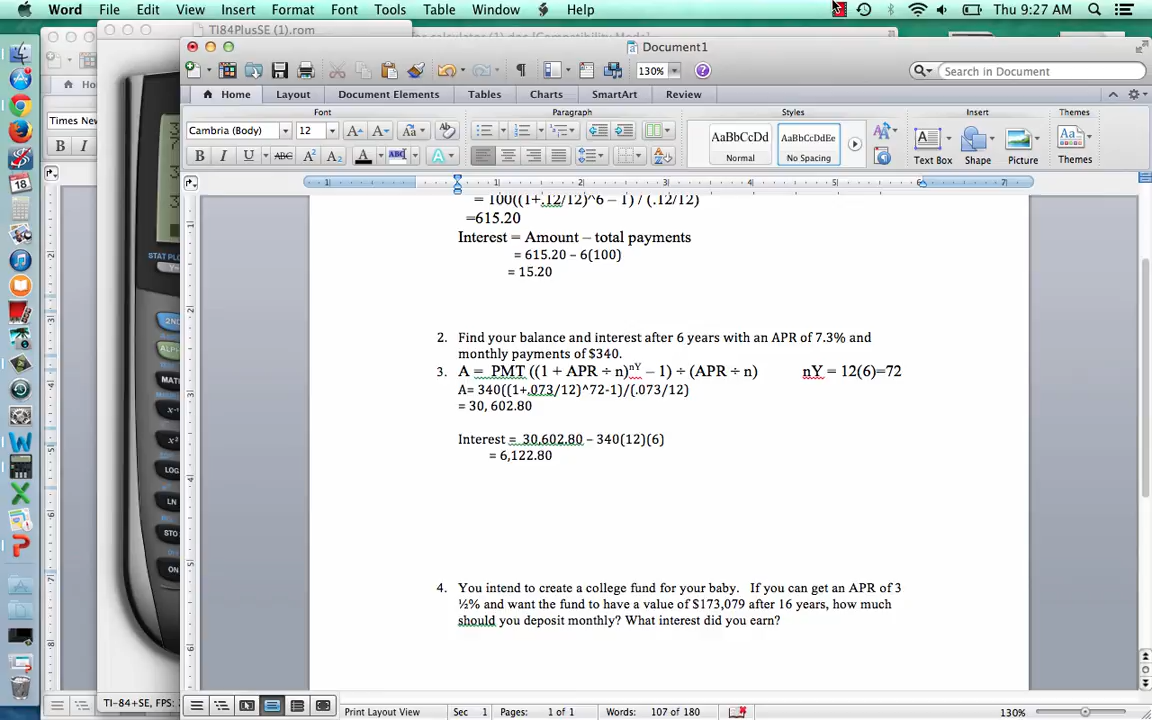 Word File Edit View Insert Format Font Tools Table Window Help Thu 9:27 AM
TI84PlusSE (1).rom
Document1
130% Search in Document
Home Layout Document Elements Tables Charts SmartArt Review
Font Paragraph Styles Insert Themes
Times New
Cambria (Body) 12
AaBbCcDd AaBbCcDdEe
Normal No Spacing Text Box Shape Picture Themes
= 100((1+.12/12)^6 – 1) / (.12/12)
=615.20
Interest = Amount – total payments
= 615.20 – 6(100)
= 15.20
2. Find your balance and interest after 6 years with an APR of 7.3% and
monthly payments of $340.
3. A = PMT ((1 + APR ÷ n)nY – 1) ÷ (APR ÷ n) nY = 12(6)=72
A= 340((1+.073/12)^72-1)/(.073/12)
= 30, 602.80
Interest = 30,602.80 – 340(12)(6)
= 6,122.80
4. You intend to create a college fund for your baby. If you can get an APR of 3
½% and want the fund to have a value of $173,079 after 16 years, how much
should you deposit monthly? What interest did you earn?
STAT PLO
2ND
ALPH
MATH
LOG
LN
STO
ON
TI-84+SE, FPS:
Print Layout View Sec 1 Pages: 1 of 1 Words: 107 of 180 130%